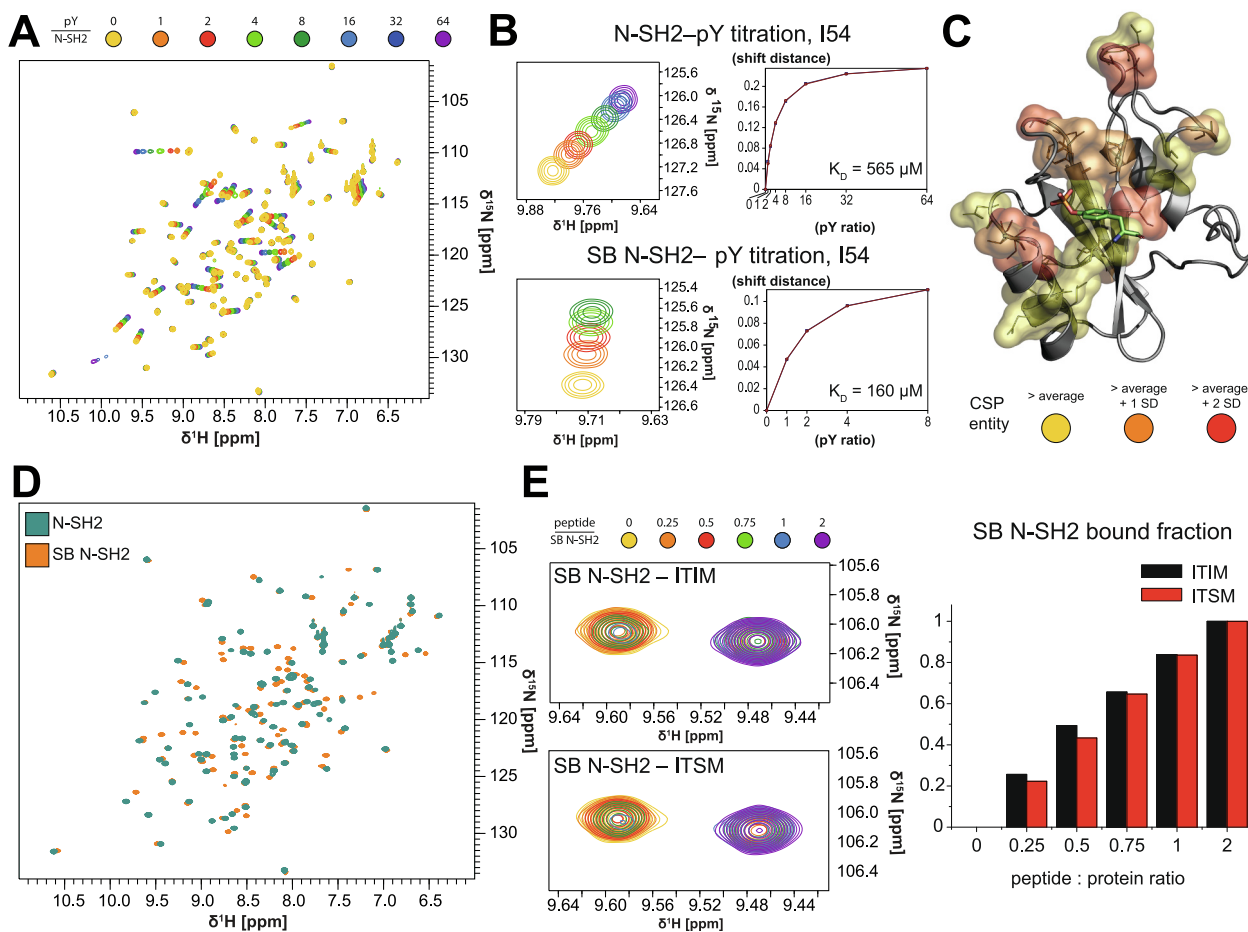 A
pY
N-SH2
0 1 2 4 8 16 32 64
105
110
115
120
125
130
δ15N [ppm]
10.5 10.0 9.5 9.0 8.5 8.0 7.5 7.0 6.5
δ1H [ppm]
B
N-SH2–pY titration, I54
125.6
126.0
126.4
126.8
127.2
127.6
δ 15N [ppm]
9.88 9.76 9.64
δ1H [ppm]
(shift distance)
0.2
0.16
0.12
0.08
0.04
0
KD = 565 µM
0 1 2 4 8 16 32 64
(pY ratio)
SB N-SH2– pY titration, I54
125.4
125.6
125.8
126.0
126.2
126.4
126.6
δ15N [ppm]
9.79 9.71 9.63
δ1H [ppm]
(shift distance)
0.1
0.08
0.06
0.04
0.02
0
KD = 160 µM
0 1 2 4 8
(pY ratio)
C
CSP
entity
> average
> average
+ 1 SD
> average
+ 2 SD
D
N-SH2
SB N-SH2
105
110
115
120
125
130
δ15N [ppm]
10.5 10.0 9.5 9.0 8.5 8.0 7.5 7.0 6.5
δ1H [ppm]
E
peptide
SB N-SH2
0 0.25 0.5 0.75 1 2
SB N-SH2 – ITIM
105.6
105.8
106.0
106.2
106.4
δ15N [ppm]
9.64 9.60 9.56 9.52 9.48 9.44
δ1H [ppm]
SB N-SH2 – ITSM
105.6
105.8
106.0
106.2
106.4
δ15N [ppm]
9.64 9.60 9.56 9.52 9.48 9.44
δ1H [ppm]
SB N-SH2 bound fraction
ITIM
ITSM
1
0.8
0.6
0.4
0.2
0
0 0.25 0.5 0.75 1 2
peptide : protein ratio